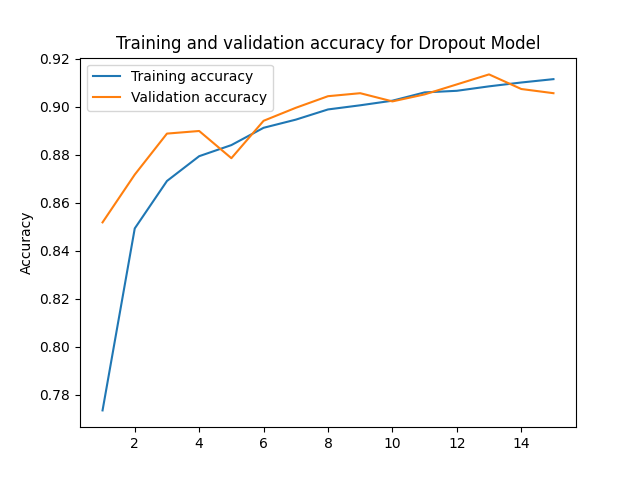 Training and validation accuracy for Dropout Model
Training accuracy
Validation accuracy
Accuracy
0.92
0.90
0.88
0.86
0.84
0.82
0.80
0.78
2 4 6 8 10 12 14